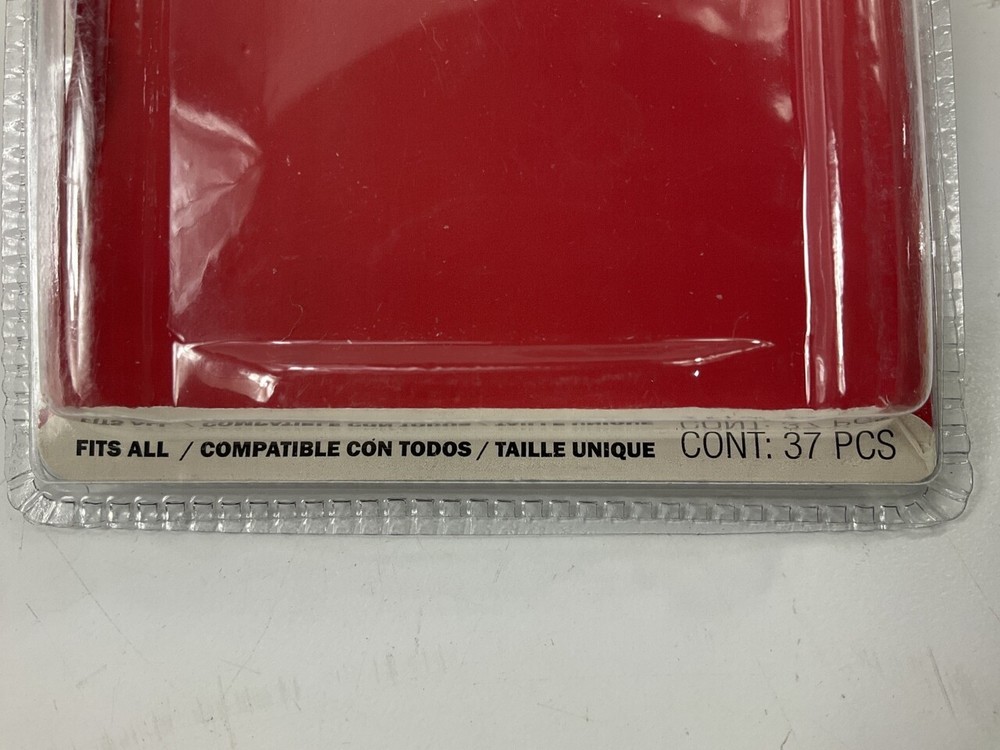 FITS ALL / COMPATIBLE CON TODOS / TAILLE UNIQUE CONT: 37 PCS